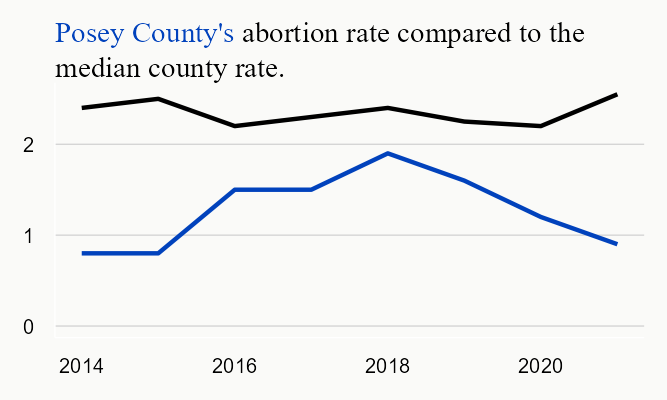 Posey County's abortion rate compared to the
median county rate.
2
1
0
2014 2016 2018 2020